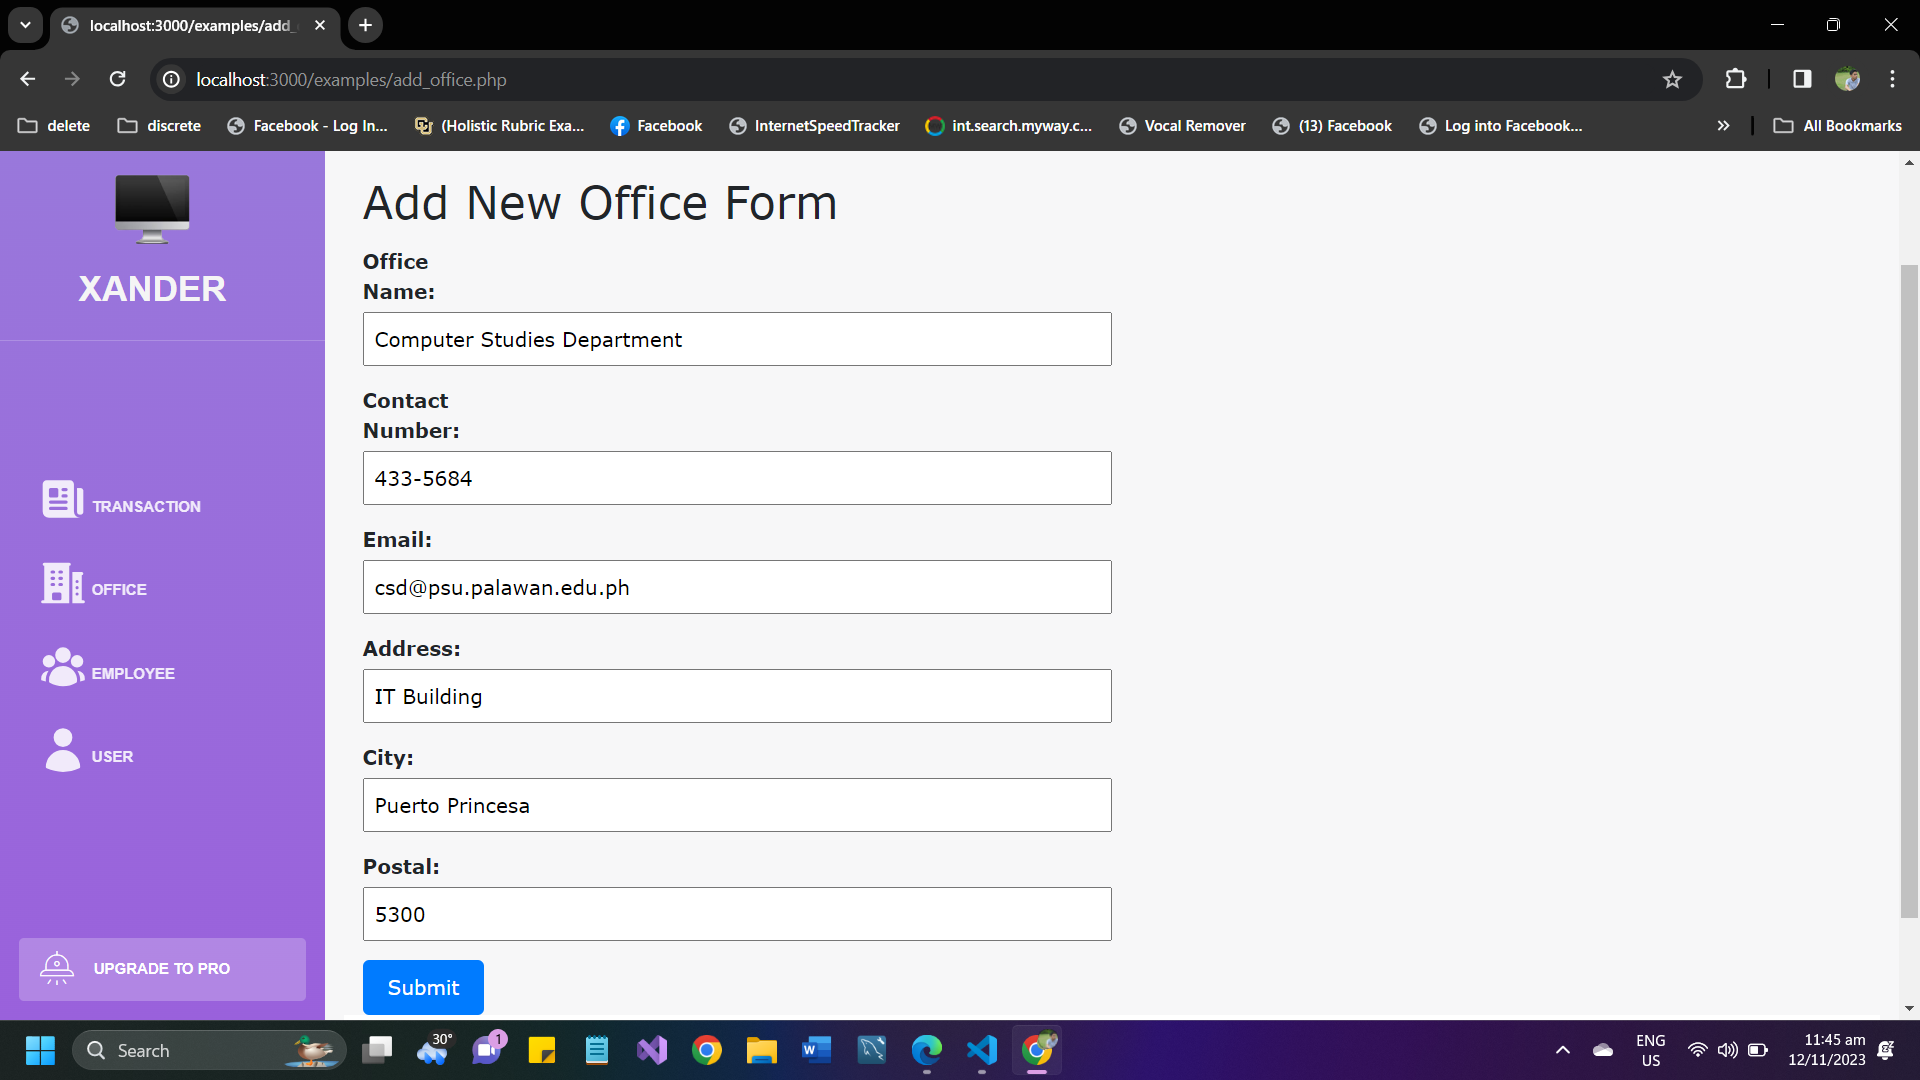 localhost:3000/examples/add_
localhost:3000/examples/add_office.php
delete
discrete
Facebook - Log In...
(Holistic Rubric Exa...
Facebook
InternetSpeedTracker
int.search.myway.c...
Vocal Remover
(13) Facebook
Log into Facebook...
All Bookmarks
XANDER
TRANSACTION
OFFICE
EMPLOYEE
USER
UPGRADE TO PRO
Add New Office Form
Office
Name:
Computer Studies Department
Contact
Number:
433-5684
Email:
csd@psu.palawan.edu.ph
Address:
IT Building
City:
Puerto Princesa
Postal:
5300
Submit
Search
30°
1
ENG
US
11:45 am
12/11/2023